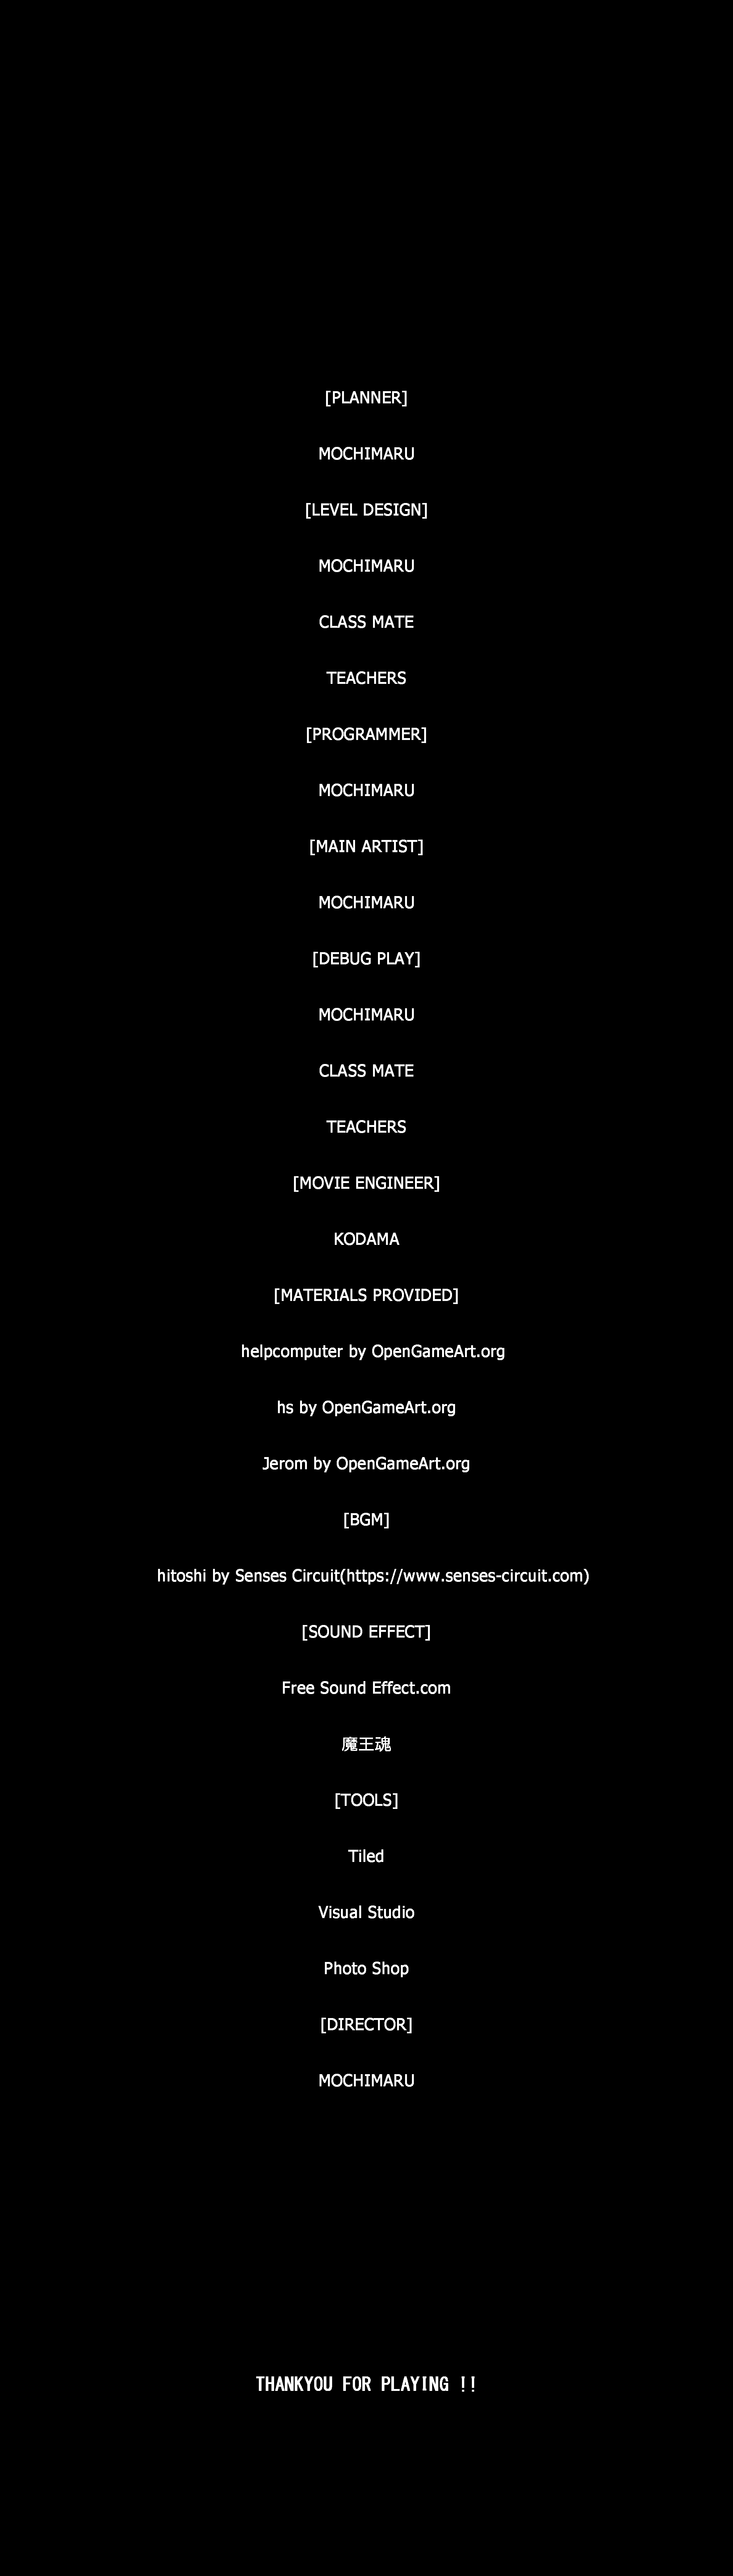 [PLANNER]
MOCHIMARU
[LEVEL DESIGN]
MOCHIMARU
CLASS MATE
TEACHERS
[PROGRAMMER]
MOCHIMARU
[MAIN ARTIST]
MOCHIMARU
[DEBUG PLAY]
MOCHIMARU
CLASS MATE
TEACHERS
[MOVIE ENGINEER]
KODAMA
[MATERIALS PROVIDED]
helpcomputer by OpenGameArt.org
hs by OpenGameArt.org
Jerom by OpenGameArt.org
[BGM]
hitoshi by Senses Circuit(https://www.senses-circuit.com)
[SOUND EFFECT]
Free Sound Effect.com
魔王魂
[TOOLS]
Tiled
Visual Studio
Photo Shop
[DIRECTOR]
MOCHIMARU
THANKYOU FOR PLAYING !!